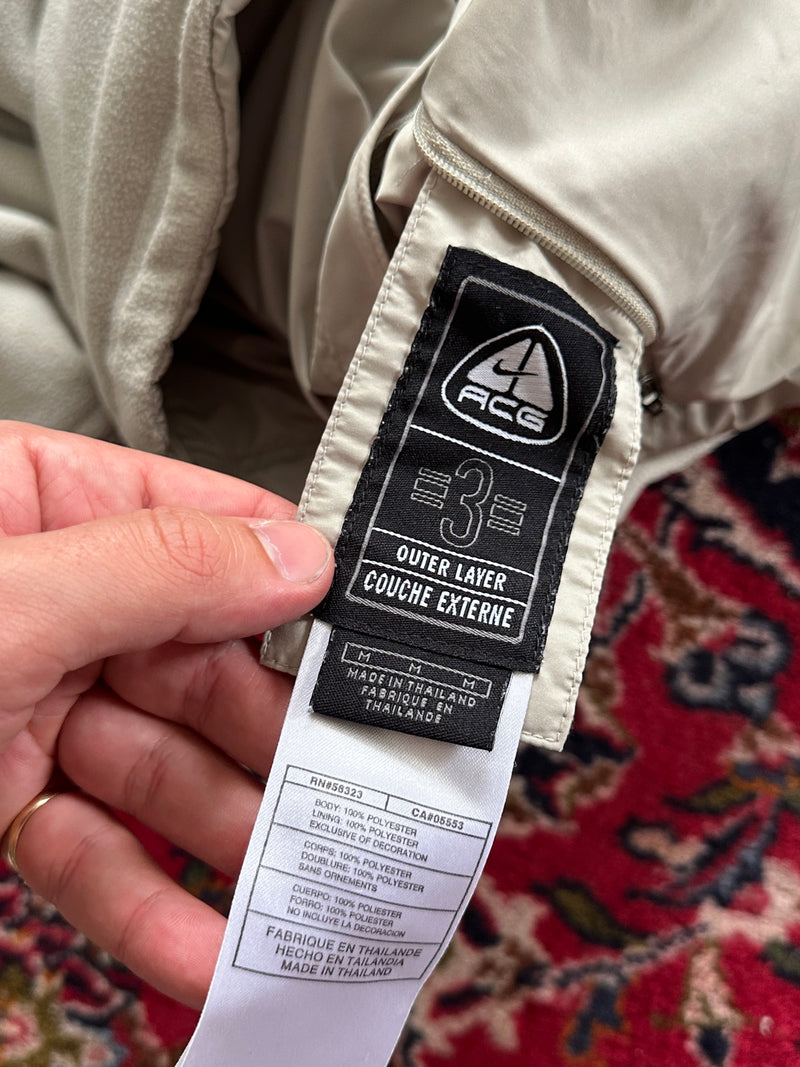 ACG
3
OUTER LAYER
COUCHE EXTERNE
M M M
MADE IN THAILAND
FABRIQUE EN
THAILANDE
RN#56323
CA#05553
BODY: 100% POLYESTER
LINING: 100% POLYESTER
EXCLUSIVE OF DECORATION
CORPS: 100% POLYESTER
DOUBLURE: 100% POLYESTER
SANS ORNEMENTS
CUERPO: 100% POLIESTER
FORRO: 100% POLIESTER
NO INCLUYE LA DECORACIÓN
FABRIQUE EN THAILANDE
HECHO EN TAILANDIA
MADE IN THAILAND